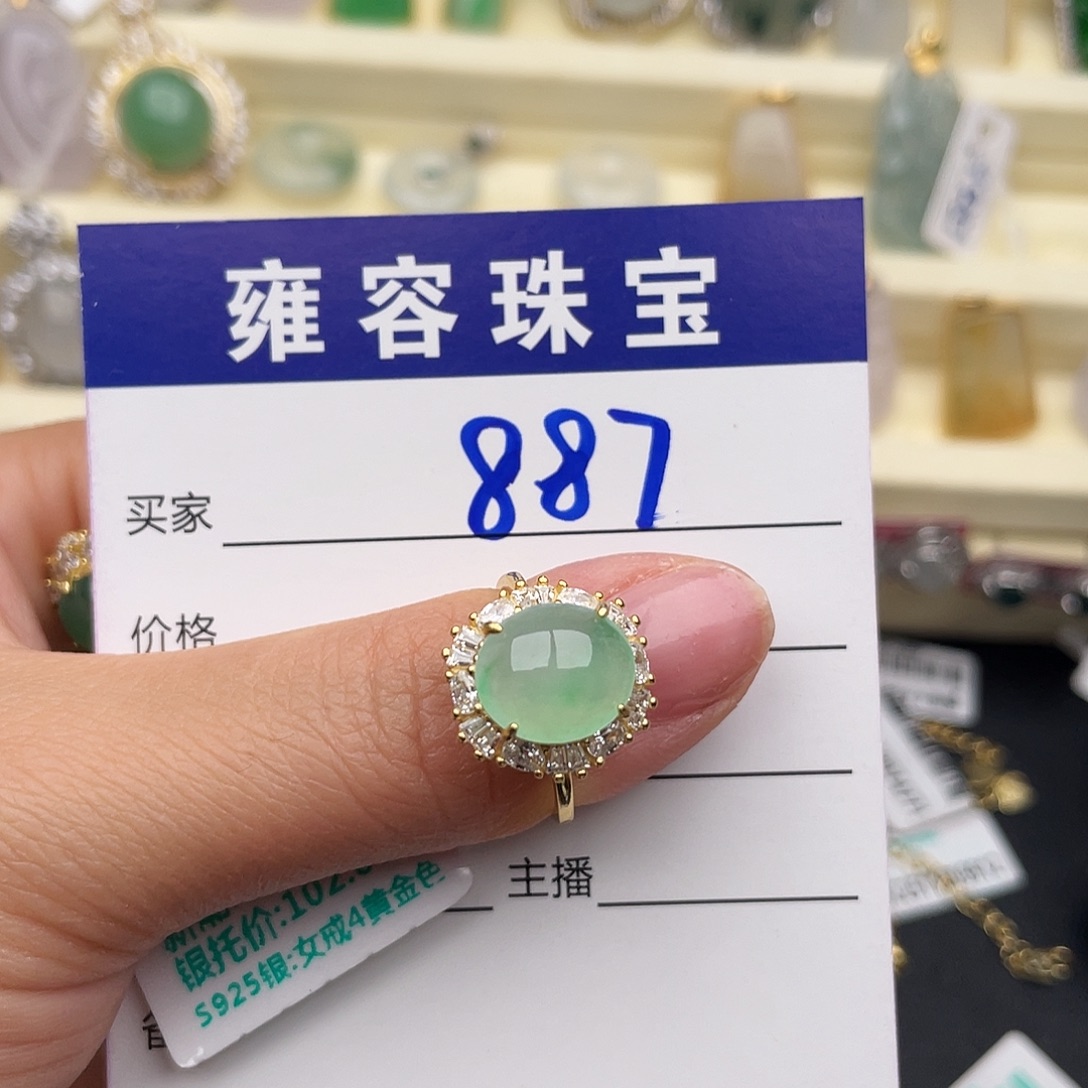 雍容珠宝
买家 887
价格
主播
银托价:102.
S925银:女戒4黄金色